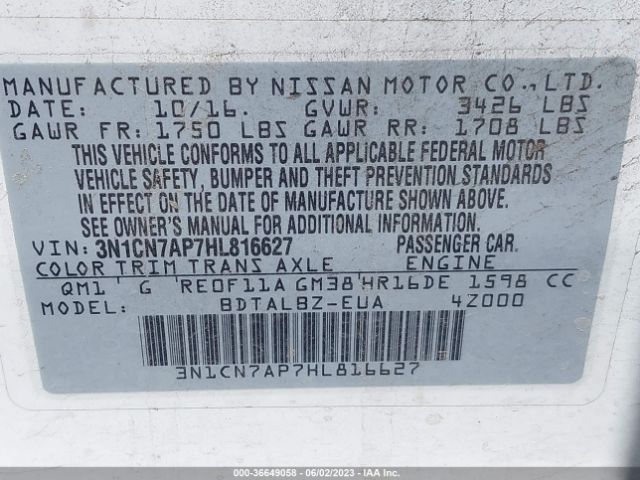 MANUFACTURED BY NISSAN MOTOR CO., LTD.
DATE: 10/16. GVWR: 3426 LBS
GAWR FR: 1750 LBS GAWR RR: 1708 LBS
THIS VEHICLE CONFORMS TO ALL APPLICABLE FEDERAL MOTOR
VEHICLE SAFETY, BUMPER AND THEFT PREVENTION STANDARDS
IN EFFECT ON THE DATE OF MANUFACTURE SHOWN ABOVE.
SEE OWNER'S MANUAL FOR ADDITIONAL INFORMATION.
VIN: 3N1CN7AP7HL816627 PASSENGER CAR.
COLOR TRIM TRANS AXLE ENGINE
QM1 G RE0F11A GM38 HR16DE 1598 CC
MODEL: BDTALBZ-EUA 4Z000
3N1CN7AP7HL816627
000-36649058 - 06/02/2023 - IAA Inc.